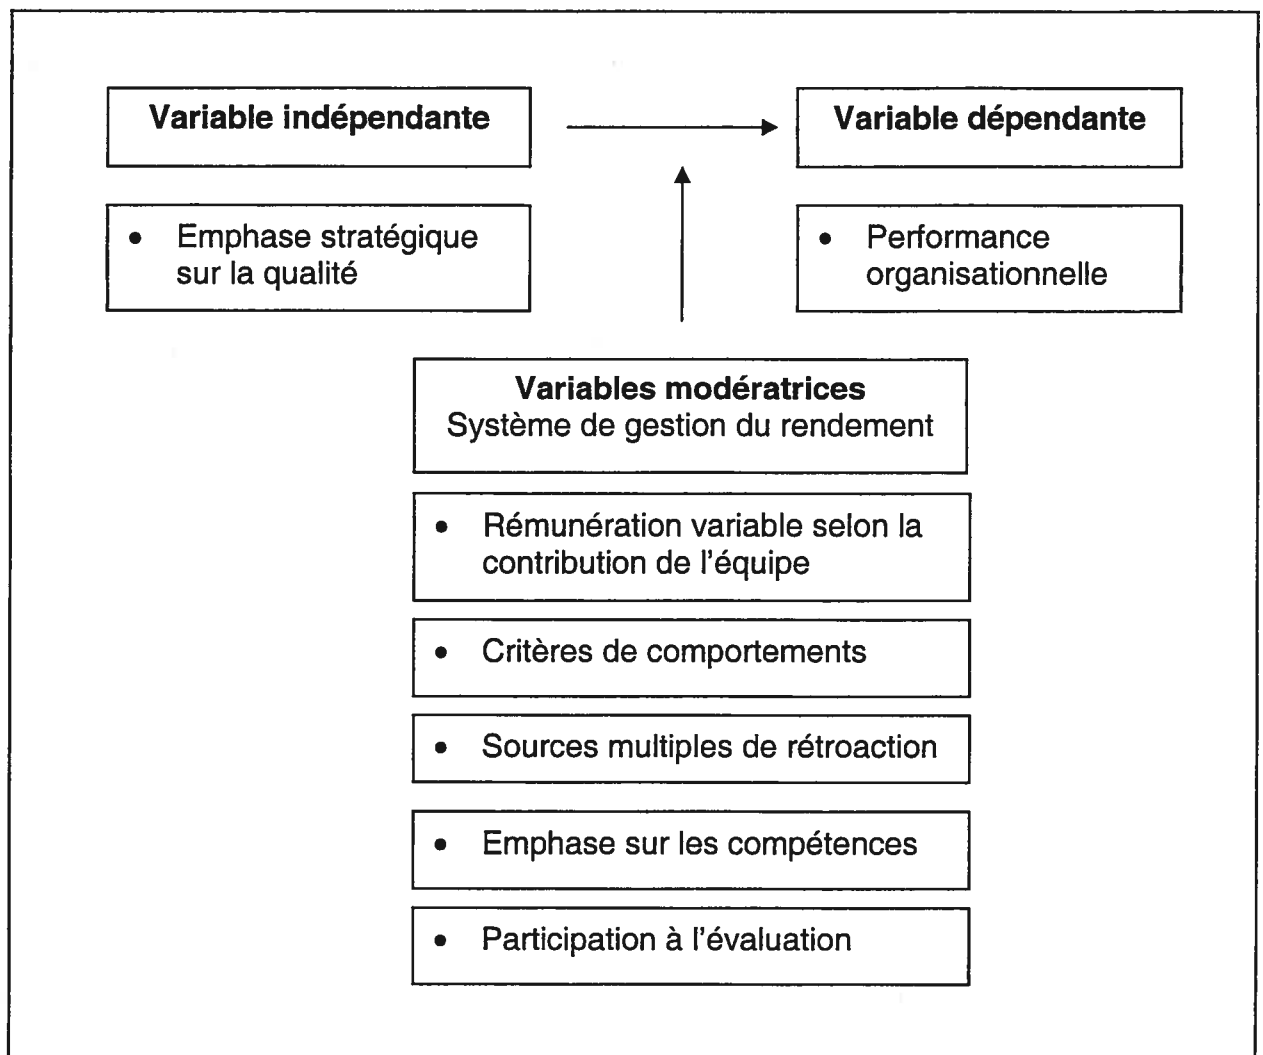 Variable indépendante
Variable dépendante
• Emphase stratégique
sur la qualité
• Performance
organisationnelle
Variables modératrices
Système de gestion du rendement
• Rémunération variable selon la
contribution de l'équipe
• Critères de comportements
• Sources multiples de rétroaction
• Emphase sur les compétences
• Participation à l'évaluation